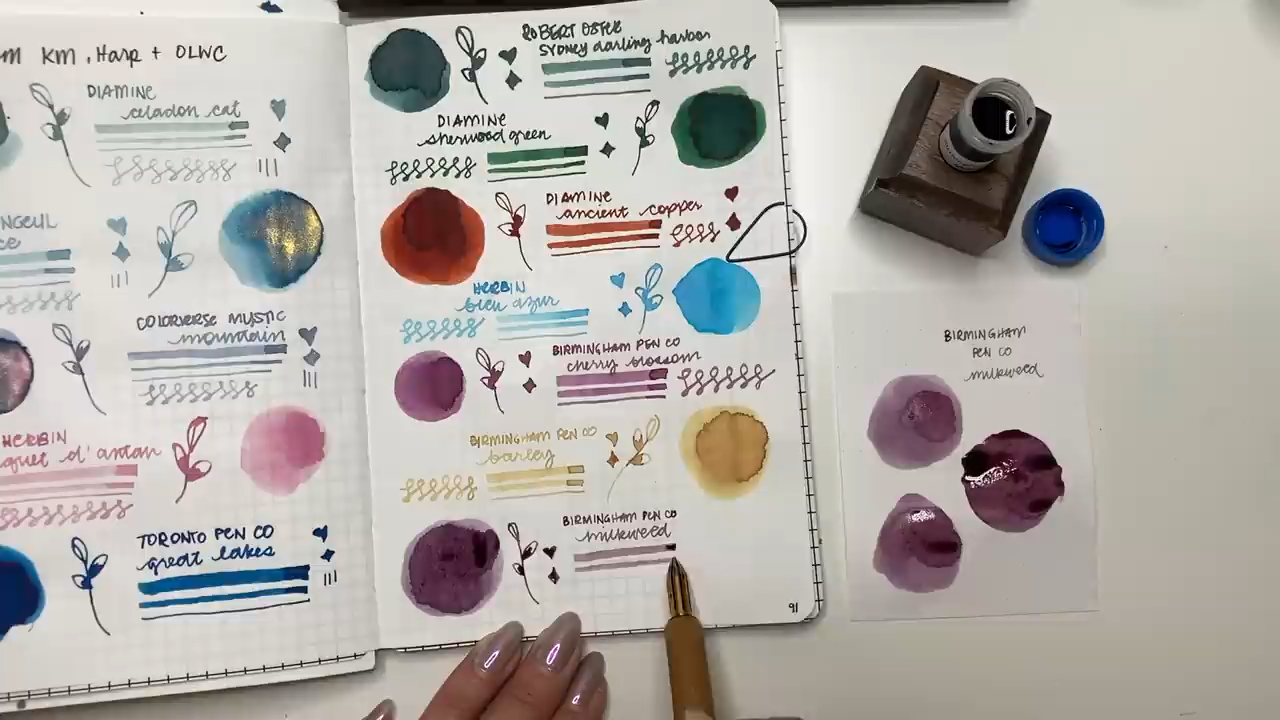 KM, Harp + OLWC
DIAMINE
celadon cat
COLORVERSE MYSTIC
mountain
HERBIN
d'antan
TORONTO PEN CO
great lakes
ROBERT OSTER
SYDNEY darling harbor
DIAMINE
sherwood green
DIAMINE
ancient copper
HERBIN
bleu azur
BIRMINGHAM PEN CO
cherry blossom
BIRMINGHAM PEN CO
barley
BIRMINGHAM PEN CO
milkweed
91
BIRMINGHAM
PEN CO
milkweed